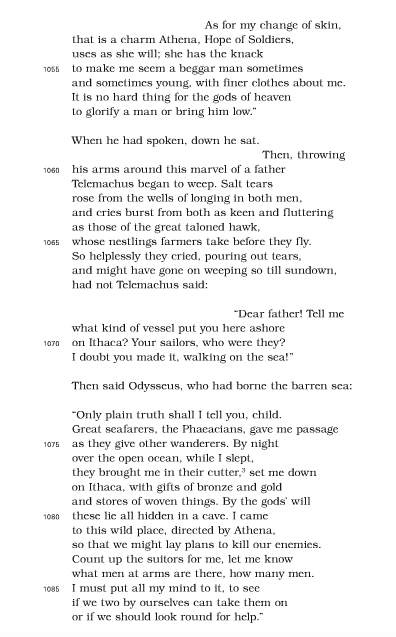 As for my change of skin,
that is a charm Athena, Hope of Soldiers,
uses as she will; she has the knack
1055 to make me seem a beggar man sometimes
and sometimes young, with finer clothes about me.
It is no hard thing for the gods of heaven
to glorify a man or bring him low.”
When he had spoken, down he sat.
Then, throwing
1060 his arms around this marvel of a father
Telemachus began to weep. Salt tears
rose from the wells of longing in both men,
and cries burst from both as keen and fluttering
as those of the great taloned hawk,
1065 whose nestlings farmers take before they fly.
So helplessly they cried, pouring out tears,
and might have gone on weeping so till sundown,
had not Telemachus said:
“Dear father! Tell me
what kind of vessel put you here ashore
1070 on Ithaca? Your sailors, who were they?
I doubt you made it, walking on the sea!”
Then said Odysseus, who had borne the barren sea:
“Only plain truth shall I tell you, child.
Great seafarers, the Phaeacians, gave me passage
1075 as they give other wanderers. By night
over the open ocean, while I slept,
they brought me in their cutter,³ set me down
on Ithaca, with gifts of bronze and gold
and stores of woven things. By the gods’ will
1080 these lie all hidden in a cave. I came
to this wild place, directed by Athena,
so that we might lay plans to kill our enemies.
Count up the suitors for me, let me know
what men at arms are there, how many men.
1085 I must put all my mind to it, to see
if we two by ourselves can take them on
or if we should look round for help.”